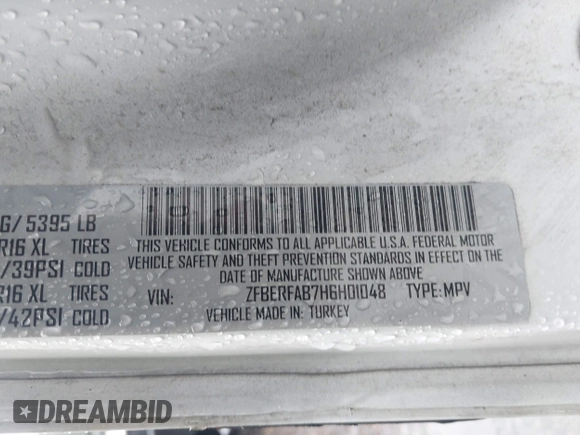 G/ 5395 LB
R16 XL TIRES
/39PSI COLD
R16 XL TIRES
/42PSI COLD
THIS VEHICLE CONFORMS TO ALL APPLICABLE U.S.A. FEDERAL MOTOR
VEHICLE SAFETY AND THEFT PREVENTION STANDARDS IN EFFECT ON THE
DATE OF MANUFACTURE SHOWN ABOVE
VIN: ZFBERFAB7H6H01048 TYPE: MPV
VEHICLE MADE IN: TURKEY
DREAMBID